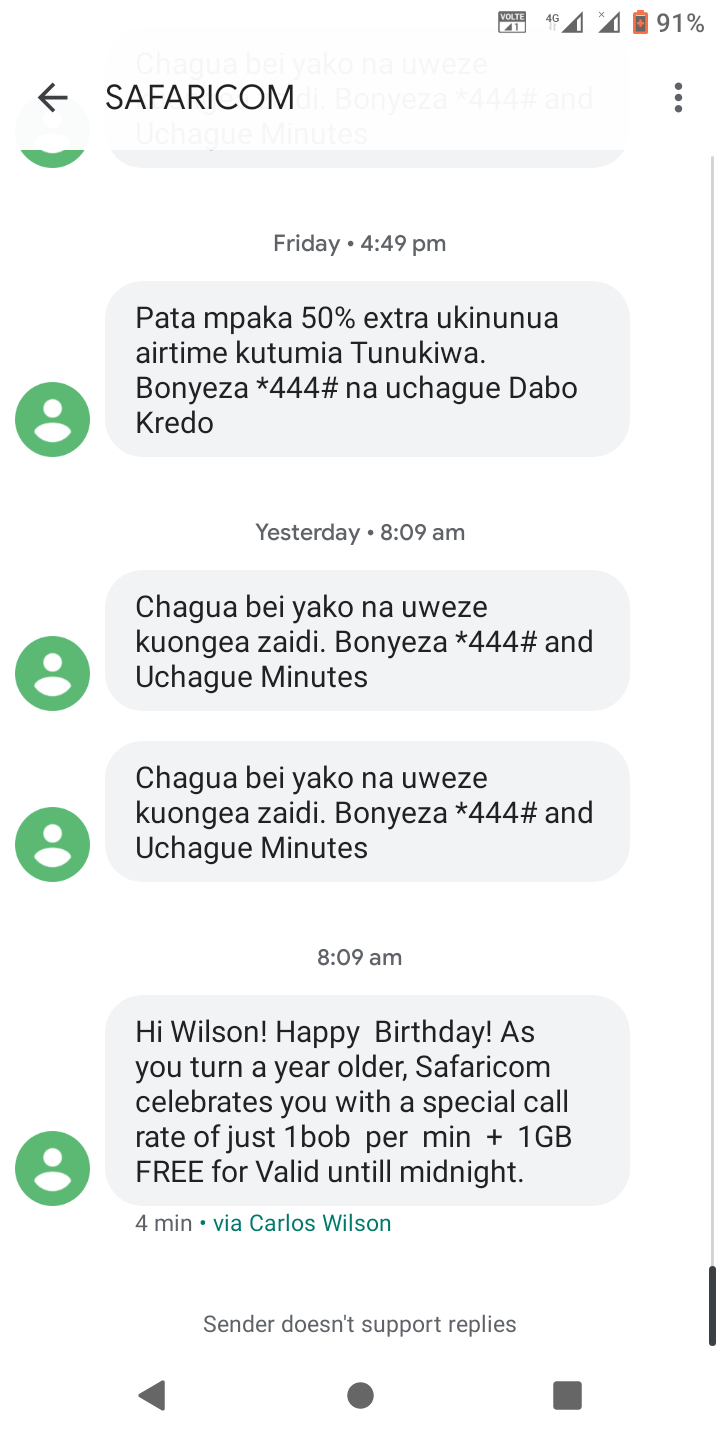 VOLTE
1
4G
91%
Chagua bei yako na uweze
SAFARICOM
di. Bonyeza *444# and
Uchague Minutes
Friday • 4:49 pm
Pata mpaka 50% extra ukinunua
airtime kutumia Tunukiwa.
Bonyeza *444# na uchague Dabo
Kredo
Yesterday • 8:09 am
Chagua bei yako na uweze
kuongea zaidi. Bonyeza *444# and
Uchague Minutes
Chagua bei yako na uweze
kuongea zaidi. Bonyeza *444# and
Uchague Minutes
8:09 am
Hi Wilson! Happy  Birthday! As
you turn a year older, Safaricom
celebrates you with a special call
rate of just 1bob  per  min  +  1GB
FREE for Valid untill midnight.
4 min • via Carlos Wilson
Sender doesn't support replies